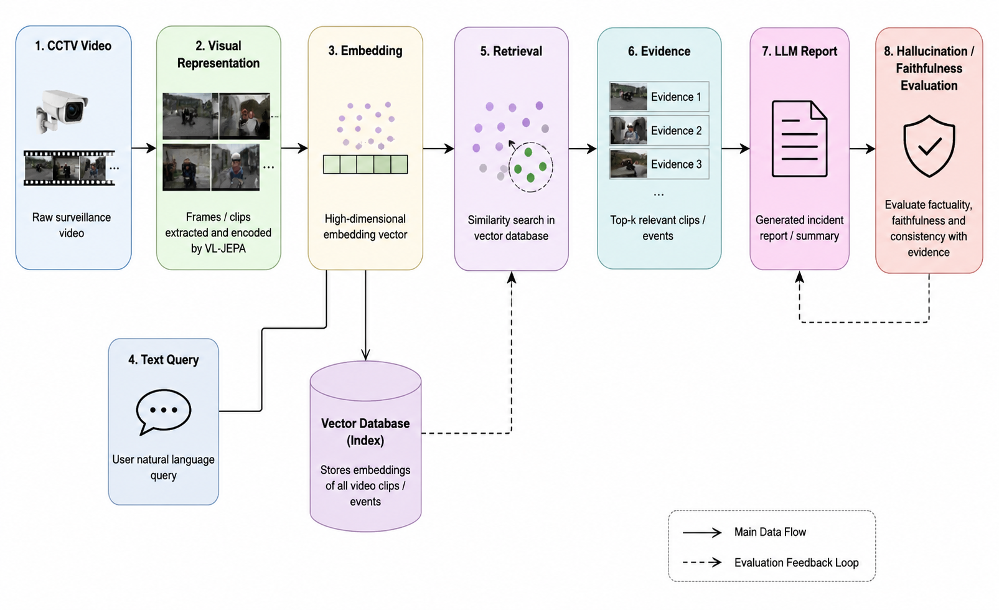 1. CCTV Video
Raw surveillance
video
2. Visual
Representation
...
...
Frames / clips
extracted and encoded
by VL-JEPA
3. Embedding
High-dimensional
embedding vector
5. Retrieval
Similarity search in
vector database
6. Evidence
Evidence 1
Evidence 2
Evidence 3
...
Top-k relevant clips /
events
7. LLM Report
Generated incident
report / summary
8. Hallucination /
Faithfulness
Evaluation
Evaluate factuality,
faithfulness and
consistency with
evidence
4. Text Query
User natural language
query
Vector Database
(Index)
Stores embeddings
of all video clips /
events
Main Data Flow
Evaluation Feedback Loop